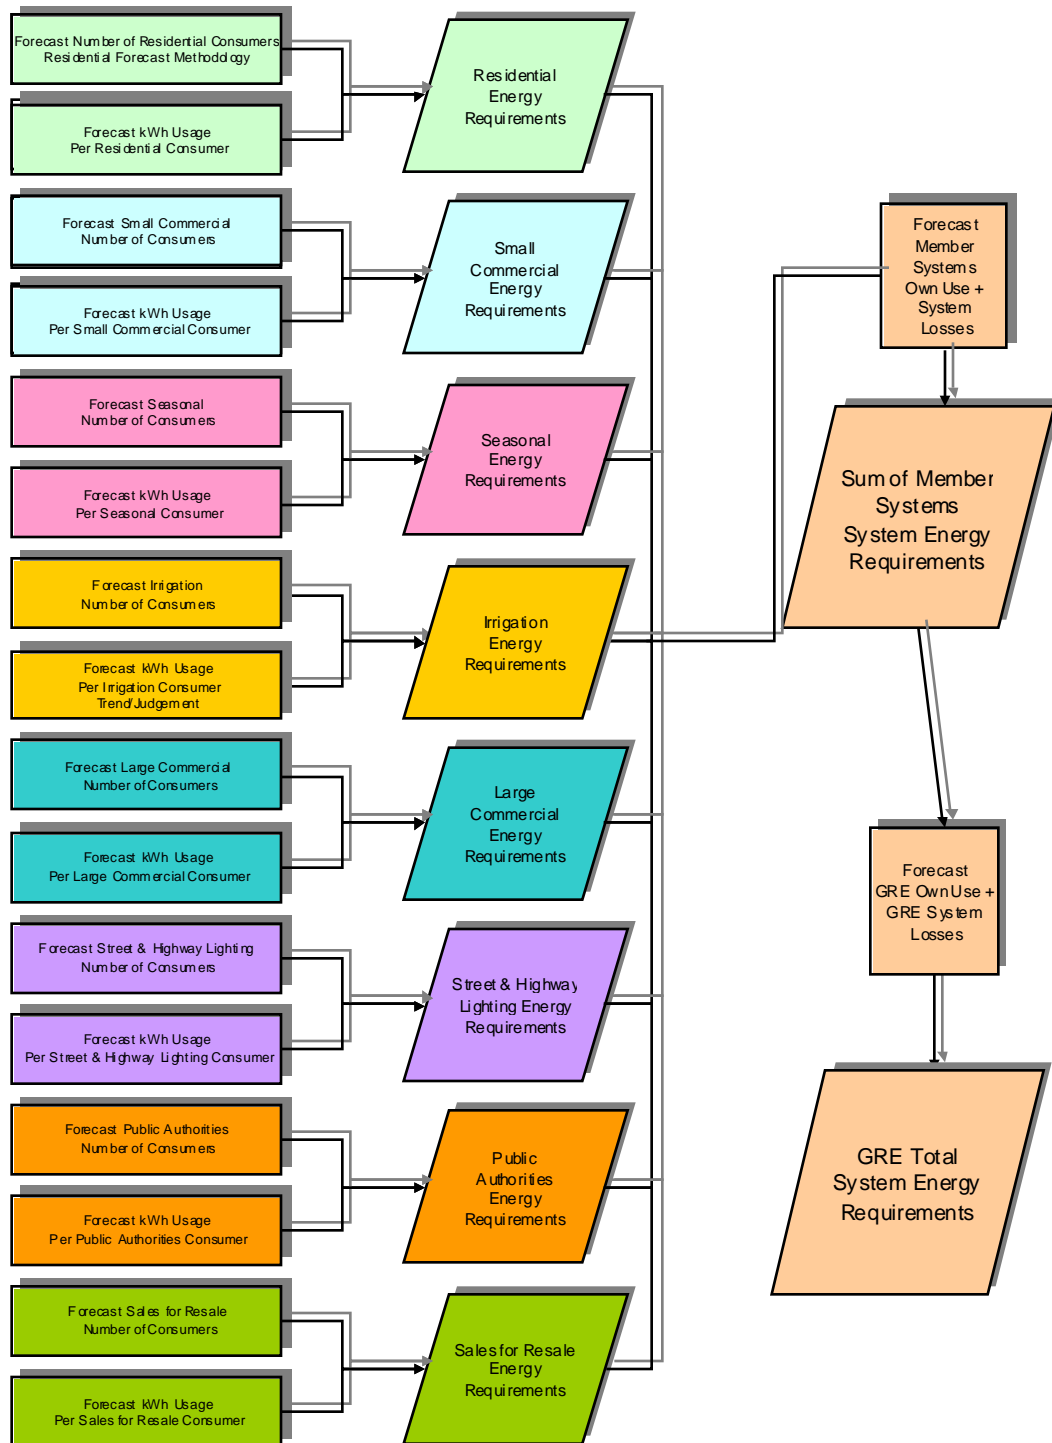 Forecast Number of Residential Consumers
Residential Forecast Methodology
Forecast kWh Usage
Per Residential Consumer
Residential
Energy
Requirements
Forecast Small Commercial
Number of Consumers
Forecast kWh Usage
Per Small Commercial Consumer
Small
Commercial
Energy
Requirements
Forecast Seasonal
Number of Consumers
Forecast kWh Usage
Per Seasonal Consumer
Seasonal
Energy
Requirements
Forecast Irrigation
Number of Consumers
Forecast kWh Usage
Per Irrigation Consumer
Trend/Judgement
Irrigation
Energy
Requirements
Forecast Large Commercial
Number of Consumers
Forecast kWh Usage
Per Large Commercial Consumer
Large
Commercial
Energy
Requirements
Forecast Street & Highway Lighting
Number of Consumers
Forecast kWh Usage
Per Street & Highway Lighting Consumer
Street & Highway
Lighting Energy
Requirements
Forecast Public Authorities
Number of Consumers
Forecast kWh Usage
Per Public Authorities Consumer
Public
Authorities
Energy
Requirements
Forecast Sales for Resale
Number of Consumers
Forecast kWh Usage
Per Sales for Resale Consumer
Sales for Resale
Energy
Requirements
Forecast
Member
Systems
Own Use +
System
Losses
Sum of Member
Systems
System Energy
Requirements
Forecast
GRE Own Use +
GRE System
Losses
GRE Total
System Energy
Requirements